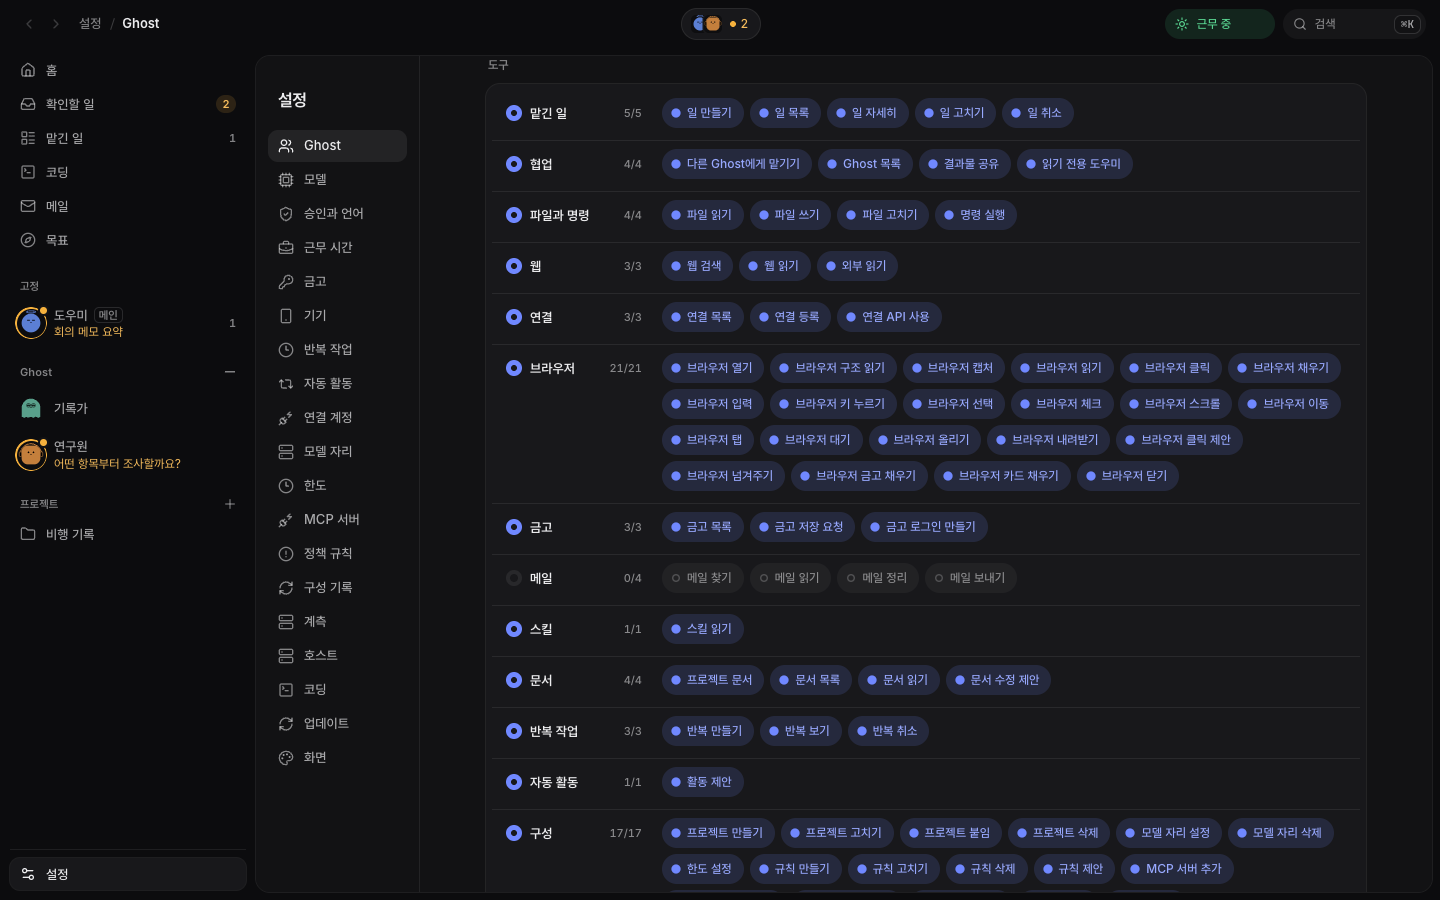 설정 / Ghost
2
근무 중
검색
⌘K
홈
확인할 일 2
맡긴 일 1
코딩
메일
목표
고정
도우미 메인
회의 메모 요약
1
Ghost
기록가
연구원
어떤 항목부터 조사할까요?
프로젝트
비행 기록
설정
설정
Ghost
모델
승인과 언어
근무 시간
금고
기기
반복 작업
자동 활동
연결 계정
모델 자리
한도
MCP 서버
정책 규칙
구성 기록
계측
호스트
코딩
업데이트
화면
도구
맡긴 일 5/5 일 만들기 일 목록 일 자세히 일 고치기 일 취소
협업 4/4 다른 Ghost에게 맡기기 Ghost 목록 결과물 공유 읽기 전용 도우미
파일과 명령 4/4 파일 읽기 파일 쓰기 파일 고치기 명령 실행
웹 3/3 웹 검색 웹 읽기 외부 읽기
연결 3/3 연결 목록 연결 등록 연결 API 사용
브라우저 21/21 브라우저 열기 브라우저 구조 읽기 브라우저 캡처 브라우저 읽기 브라우저 클릭 브라우저 채우기
브라우저 입력 브라우저 키 누르기 브라우저 선택 브라우저 체크 브라우저 스크롤 브라우저 이동
브라우저 탭 브라우저 대기 브라우저 올리기 브라우저 내려받기 브라우저 클릭 제안
브라우저 넘겨주기 브라우저 금고 채우기 브라우저 카드 채우기 브라우저 닫기
금고 3/3 금고 목록 금고 저장 요청 금고 로그인 만들기
메일 0/4 메일 찾기 메일 읽기 메일 정리 메일 보내기
스킬 1/1 스킬 읽기
문서 4/4 프로젝트 문서 문서 목록 문서 읽기 문서 수정 제안
반복 작업 3/3 반복 만들기 반복 보기 반복 취소
자동 활동 1/1 활동 제안
구성 17/17 프로젝트 만들기 프로젝트 고치기 프로젝트 붙임 프로젝트 삭제 모델 자리 설정 모델 자리 삭제
한도 설정 규칙 만들기 규칙 고치기 규칙 삭제 규칙 제안 MCP 서버 추가